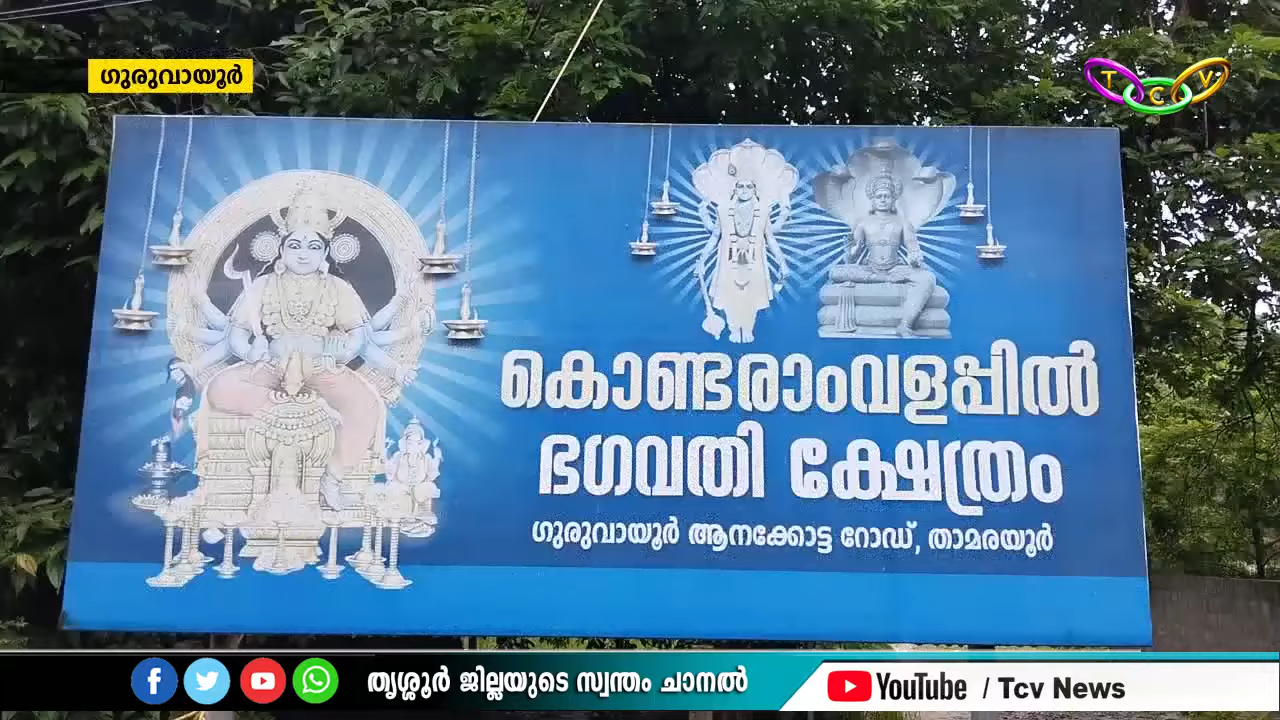 ഗുരുവായൂർ
TCV
കൊണ്ടരാംവളപ്പിൽ
ഭഗവതി ക്ഷേത്രം
ഗുരുവായൂർ ആനക്കോട്ട റോഡ്, താമരയൂർ
തൃശ്ശൂർ ജില്ലയുടെ സ്വന്തം ചാനൽ
YouTube / Tcv News